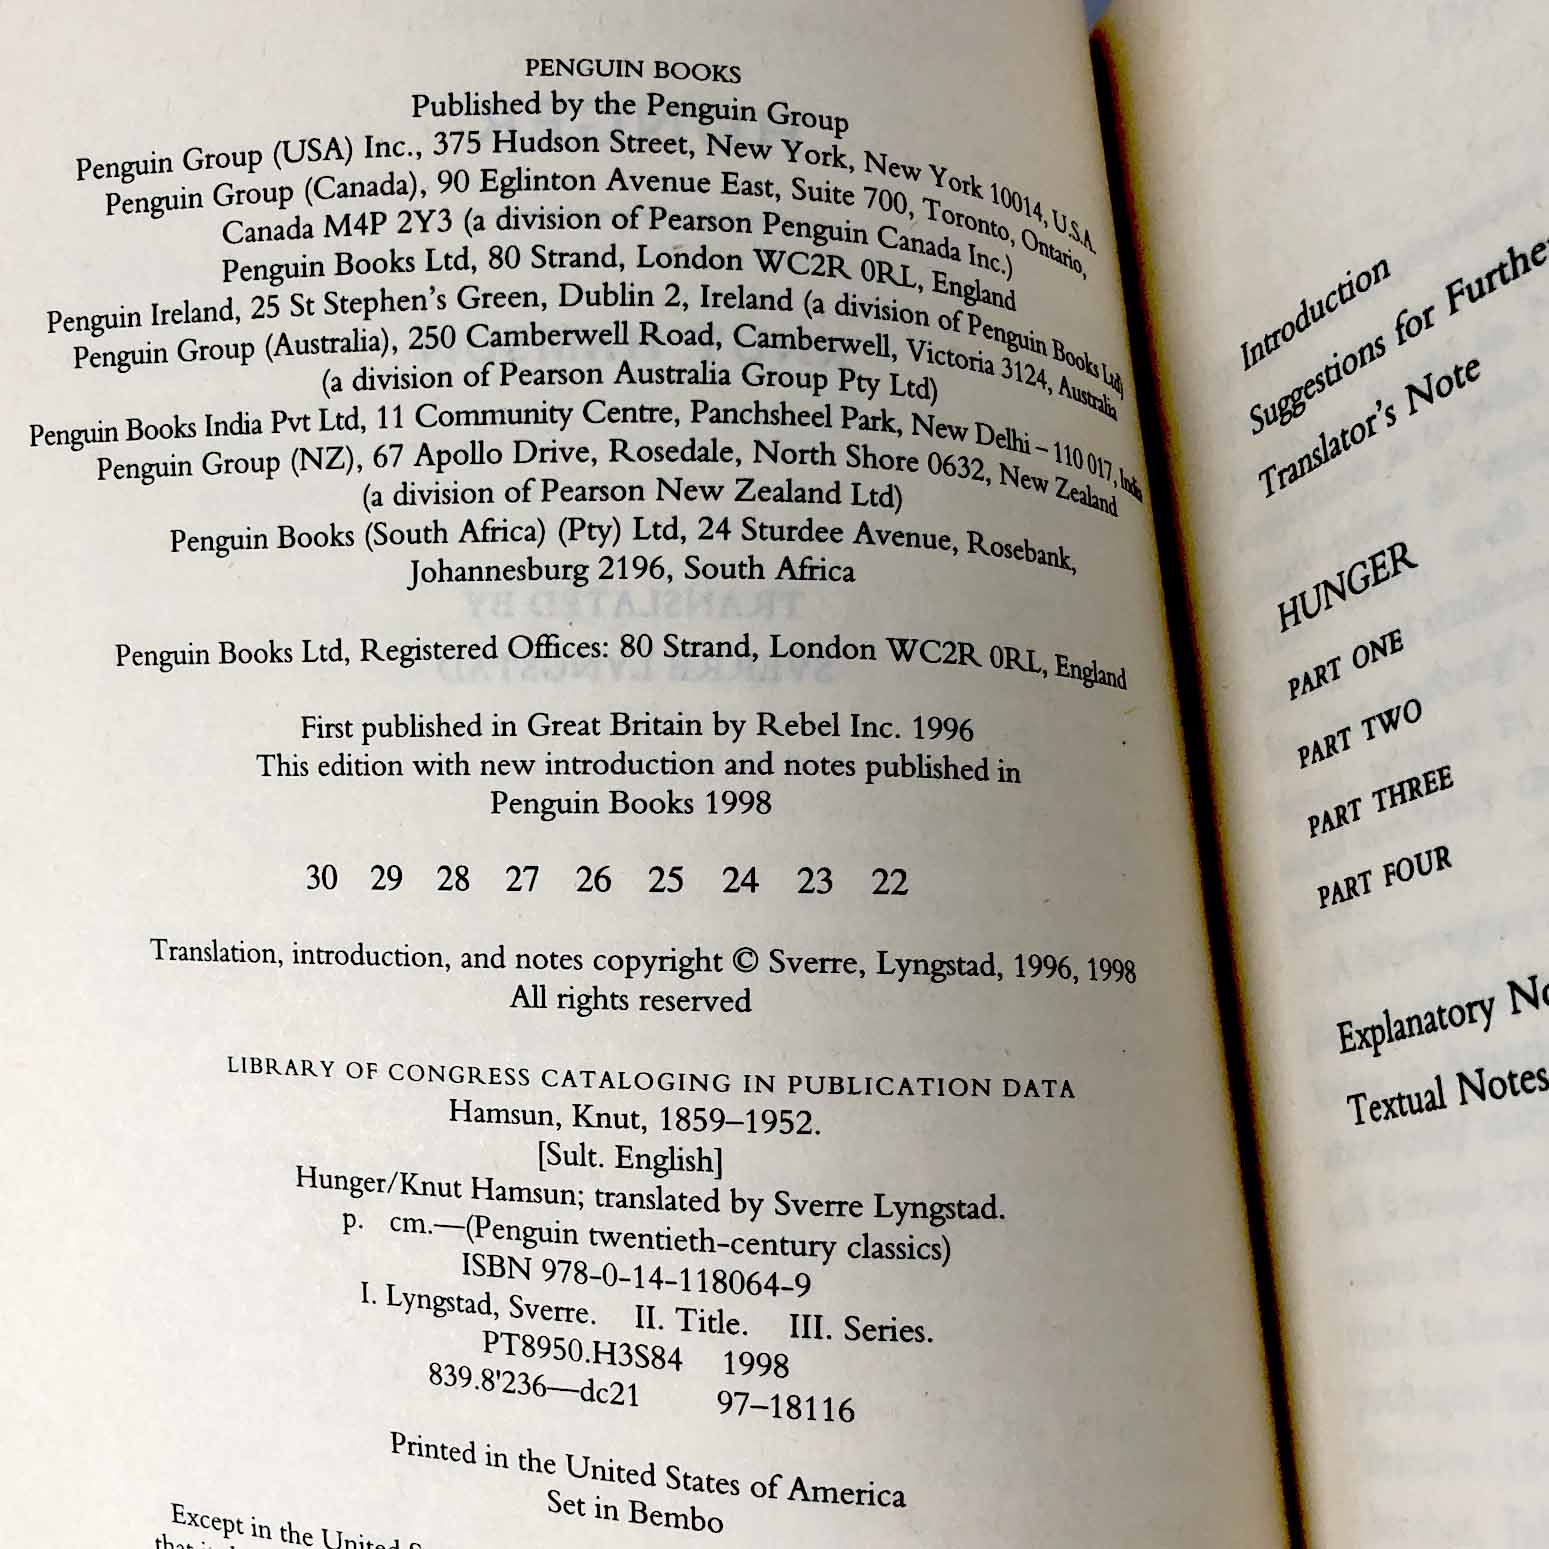 PENGUIN BOOKS
Published by the Penguin Group
Penguin Group (USA) Inc., 375 Hudson Street, New York, New York 10014, U.S.A.
Penguin Group (Canada), 90 Eglinton Avenue East, Suite 700, Toronto, Ontario,
Canada M4P 2Y3 (a division of Pearson Penguin Canada Inc.)
Penguin Books Ltd, 80 Strand, London WC2R 0RL, England
Penguin Ireland, 25 St Stephen's Green, Dublin 2, Ireland (a division of Penguin Books Ltd)
Penguin Group (Australia), 250 Camberwell Road, Camberwell, Victoria 3124, Australia
(a division of Pearson Australia Group Pty Ltd)
Penguin Books India Pvt Ltd, 11 Community Centre, Panchsheel Park, New Delhi – 110 017, India
Penguin Group (NZ), 67 Apollo Drive, Rosedale, North Shore 0632, New Zealand
(a division of Pearson New Zealand Ltd)
Penguin Books (South Africa) (Pty) Ltd, 24 Sturdee Avenue, Rosebank,
Johannesburg 2196, South Africa
Penguin Books Ltd, Registered Offices: 80 Strand, London WC2R 0RL, England
First published in Great Britain by Rebel Inc. 1996
This edition with new introduction and notes published in
Penguin Books 1998
30 29 28 27 26 25 24 23 22
Translation, introduction, and notes copyright © Sverre, Lyngstad, 1996, 1998
All rights reserved
LIBRARY OF CONGRESS CATALOGING IN PUBLICATION DATA
Hamsun, Knut, 1859–1952.
[Sult. English]
Hunger/Knut Hamsun; translated by Sverre Lyngstad.
p. cm.—(Penguin twentieth-century classics)
ISBN 978-0-14-118064-9
I. Lyngstad, Sverre. II. Title. III. Series.
PT8950.H3S84 1998
839.8'236—dc21 97–18116
Printed in the United States of America
Set in Bembo
Except in the United
Introduction
Suggestions for Furthe
Translator's Note
HUNGER
PART ONE
PART TWO
PART THREE
PART FOUR
Explanatory No
Textual Notes